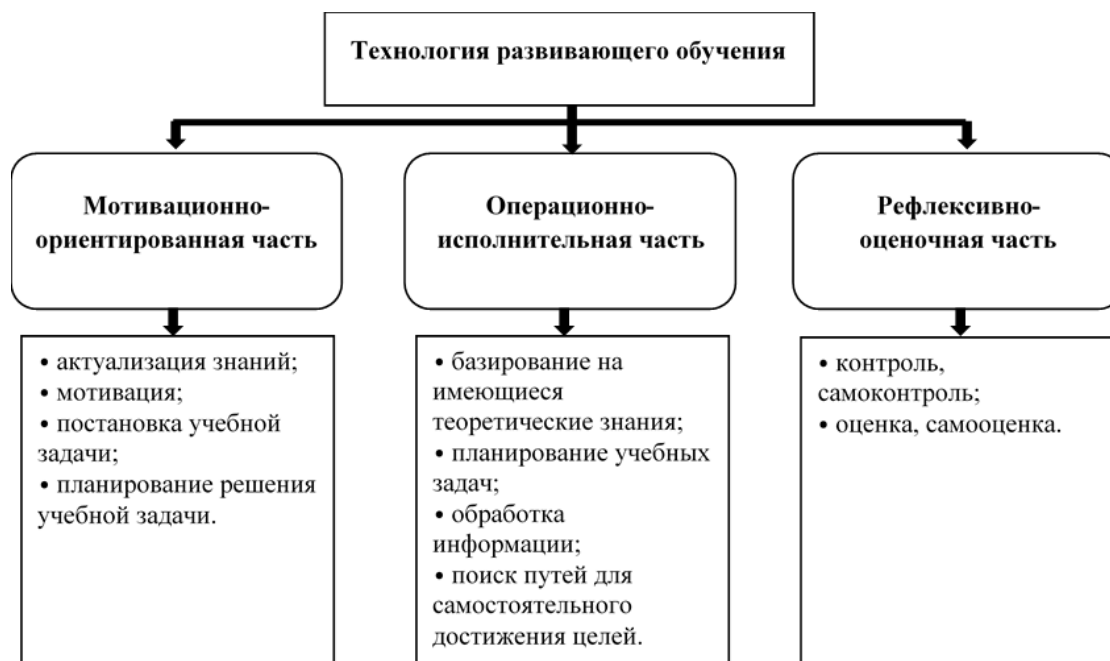 Технология развивающего обучения
Мотивационно-
ориентированная часть
Операционно-
исполнительная часть
Рефлексивно-
оценочная часть
• актуализация знаний;
• мотивация;
• постановка учебной
задачи;
• планирование решения
учебной задачи.
• базирование на
имеющиеся
теоретические знания;
• планирование учебных
задач;
• обработка
информации;
• поиск путей для
самостоятельного
достижения целей.
• контроль,
самоконтроль;
• оценка, самооценка.